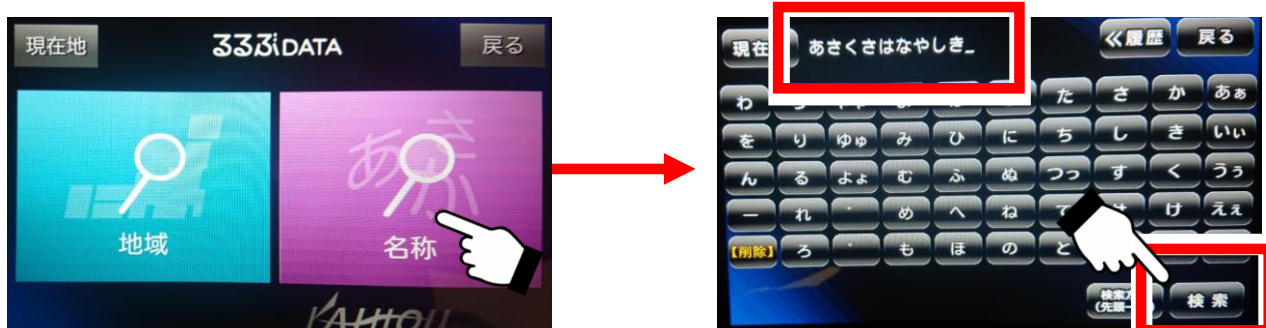 現在地 るるぶDATA 戻る
地域 名称
現在 あさくさはなやしき_ ≪履歴 戻る
わ た さ か あぁ
を り ゆゅ み ひ に ち し き いぃ
ん る よょ む ふ ぬ つっ す く うぅ
ー れ ゛ め へ ね け えぇ
【削除】 ろ ゜ も ほ の と
検索
(先頭 検索